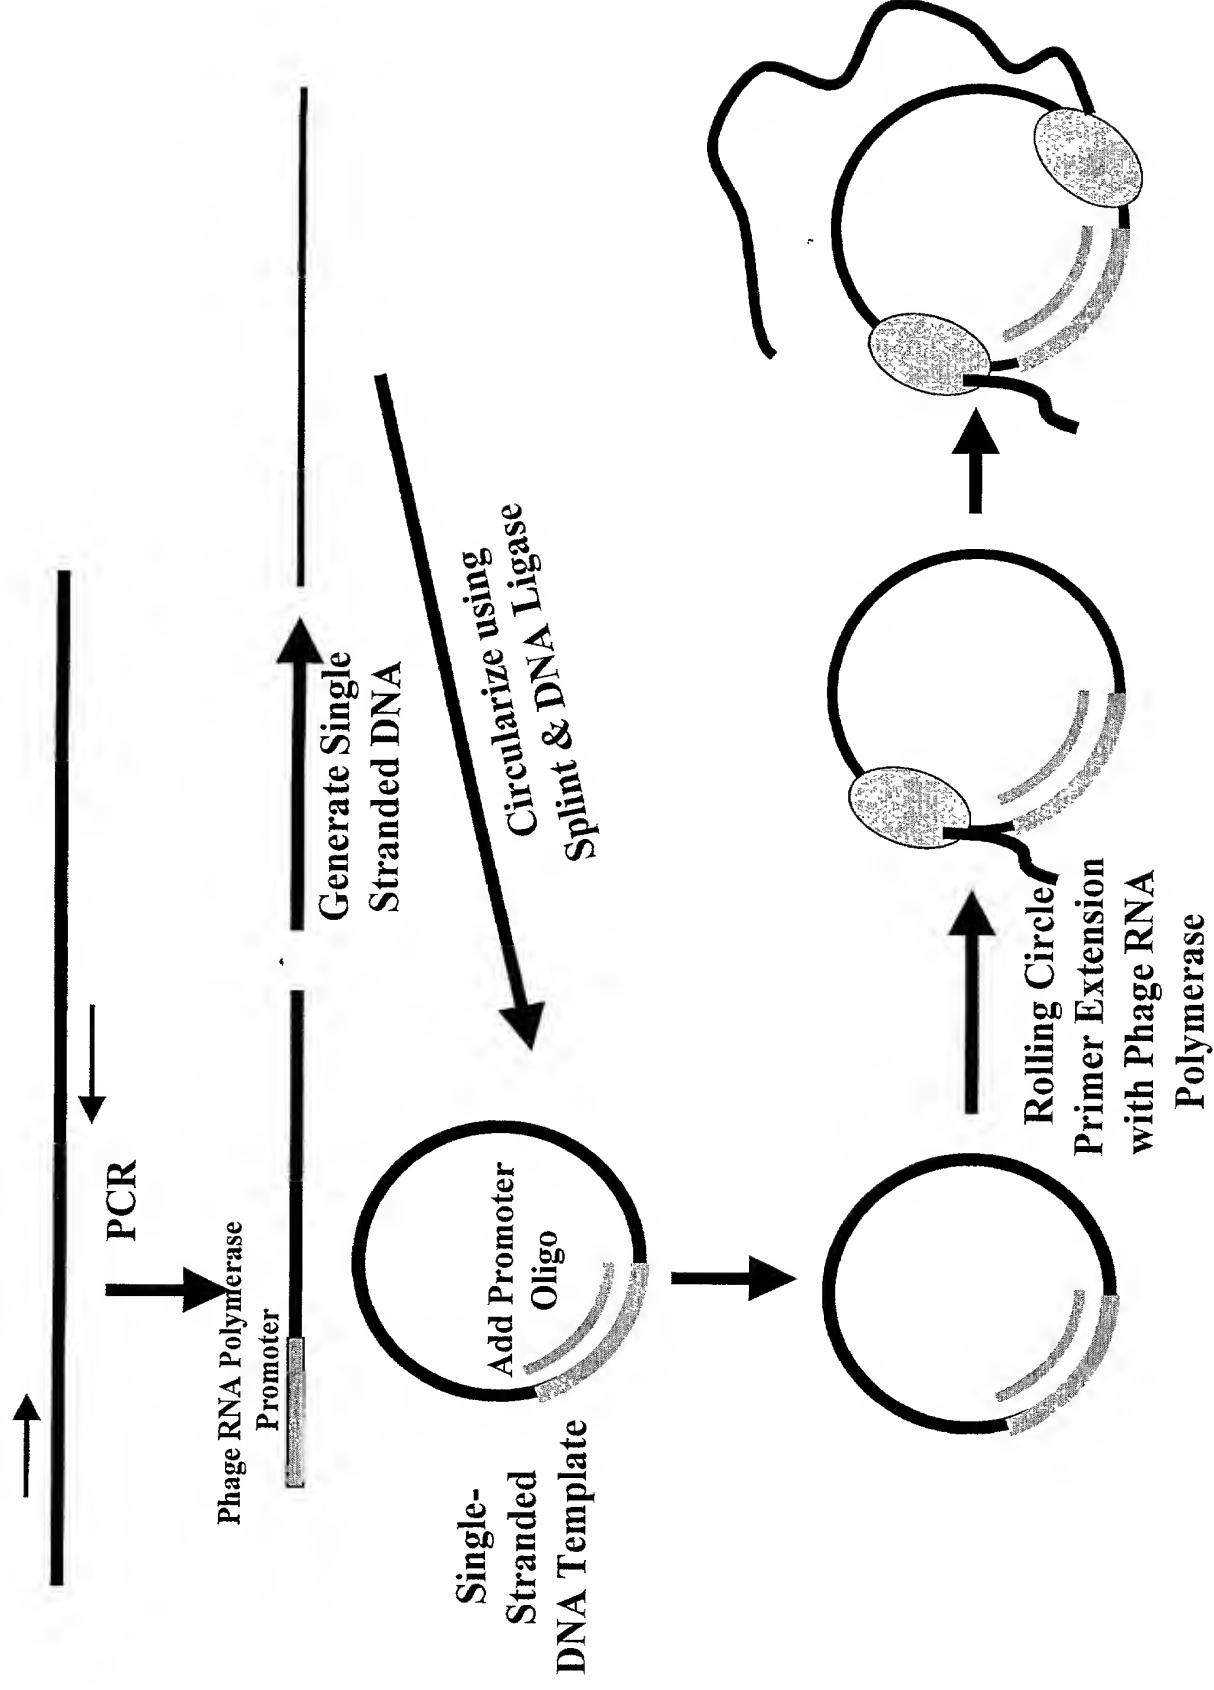 PCR
Phage RNA Polymerase
Promoter
Generate Single
Stranded DNA
Circularize using
Splint & DNA Ligase
Single-
Stranded
DNA Template
Add Promoter
Oligo
Rolling Circle
Primer Extension
with Phage RNA
Polymerase